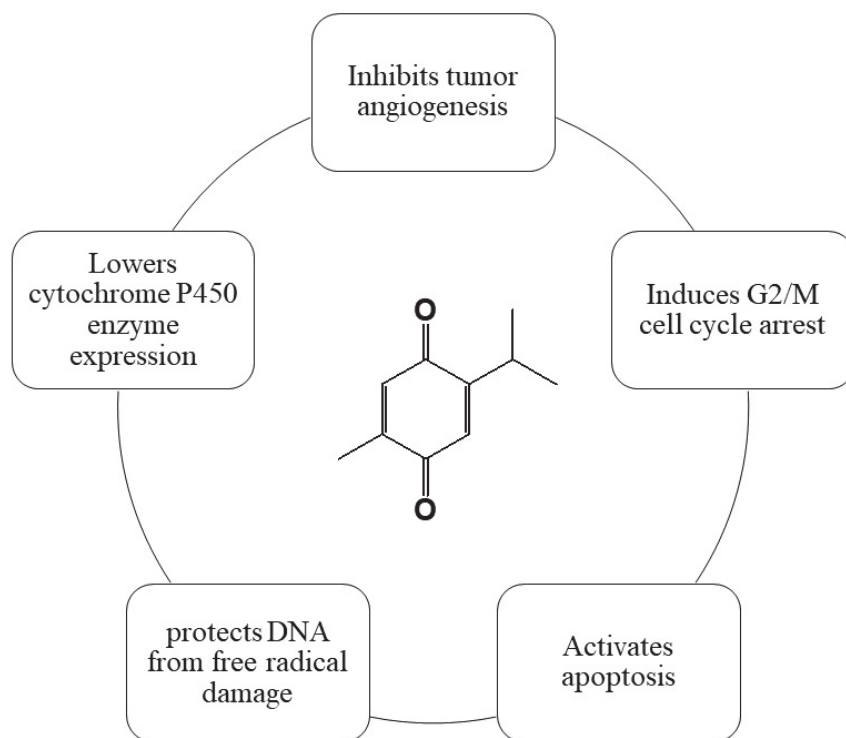 Inhibits tumor
angiogenesis
Lowers
cytochrome P450
enzyme
expression
Induces G2/M
cell cycle arrest
O
O
protects DNA
from free radical
damage
Activates
apoptosis